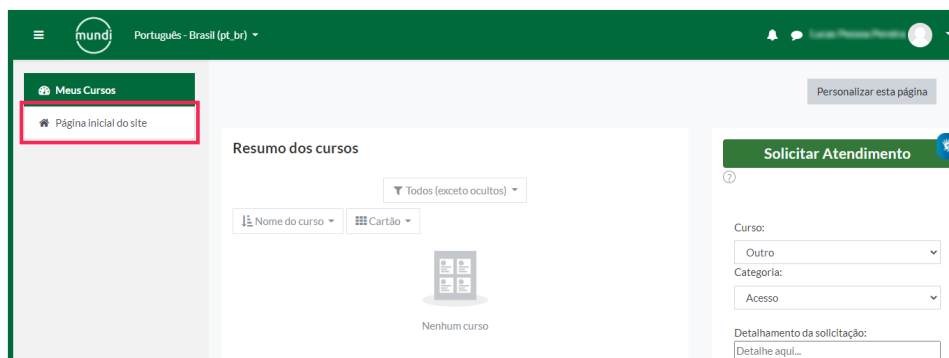 mundi
Português - Brasil (pt_br)
Meus Cursos
Página inicial do site
Personalizar esta página
Resumo dos cursos
Todos (exceto ocultos)
Nome do curso
Cartão
Nenhum curso
Solicitar Atendimento
?
Curso:
Outro
Categoria:
Acesso
Detalhamento da solicitação:
Detalhe aqui...